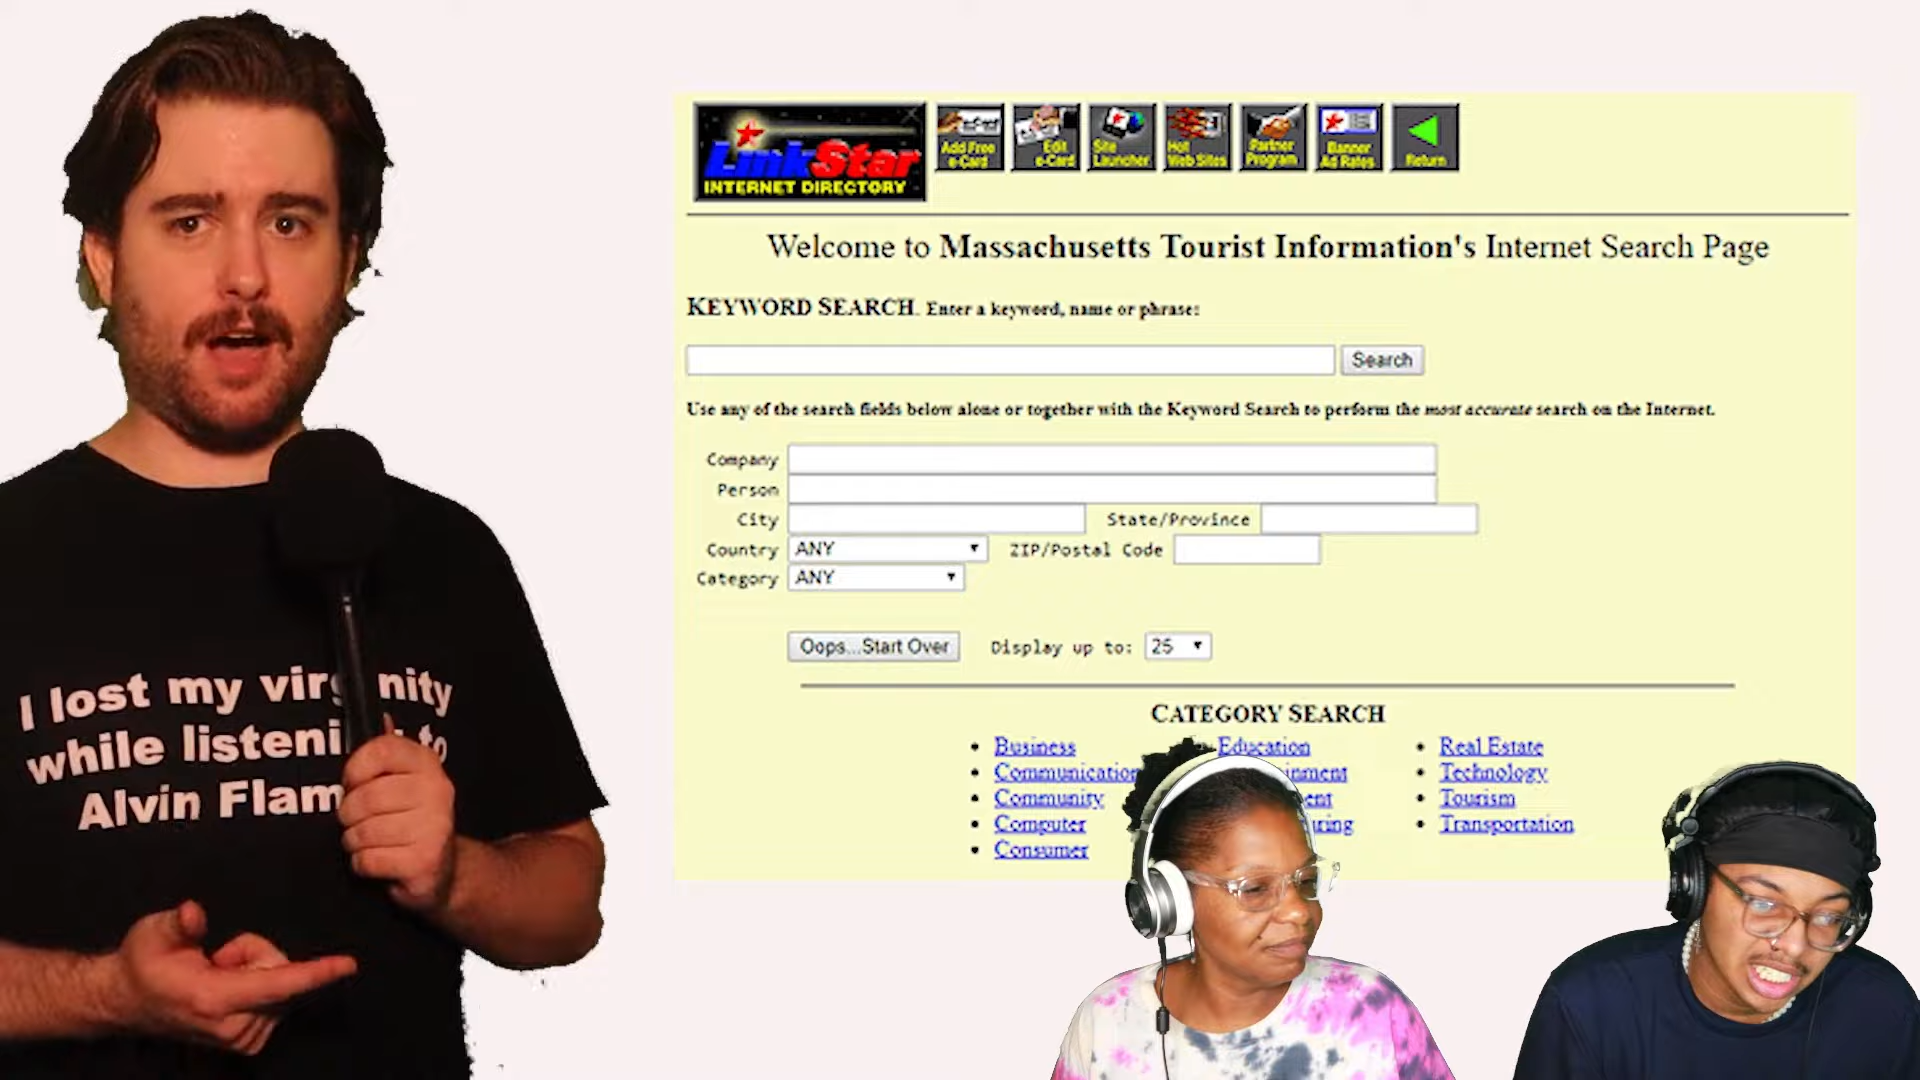 LinkStar
INTERNET DIRECTORY
Add Free
e-Card
Edit
e-Card
Site
Launcher
Hot
Web Sites
Partner
Program
Banner
Ad Rates
Return
Welcome to Massachusetts Tourist Information's Internet Search Page
KEYWORD SEARCH. Enter a keyword, name or phrase:
Search
Use any of the search fields below alone or together with the Keyword Search to perform the most accurate search on the Internet.
Company
Person
City State/Province
Country ANY ZIP/Postal Code
Category ANY
Oops...Start Over Display up to: 25
CATEGORY SEARCH
Business Education Real Estate
Communication Technology
Community Tourism
Computer Transportation
Consumer
I lost my
while
Alvin Flam